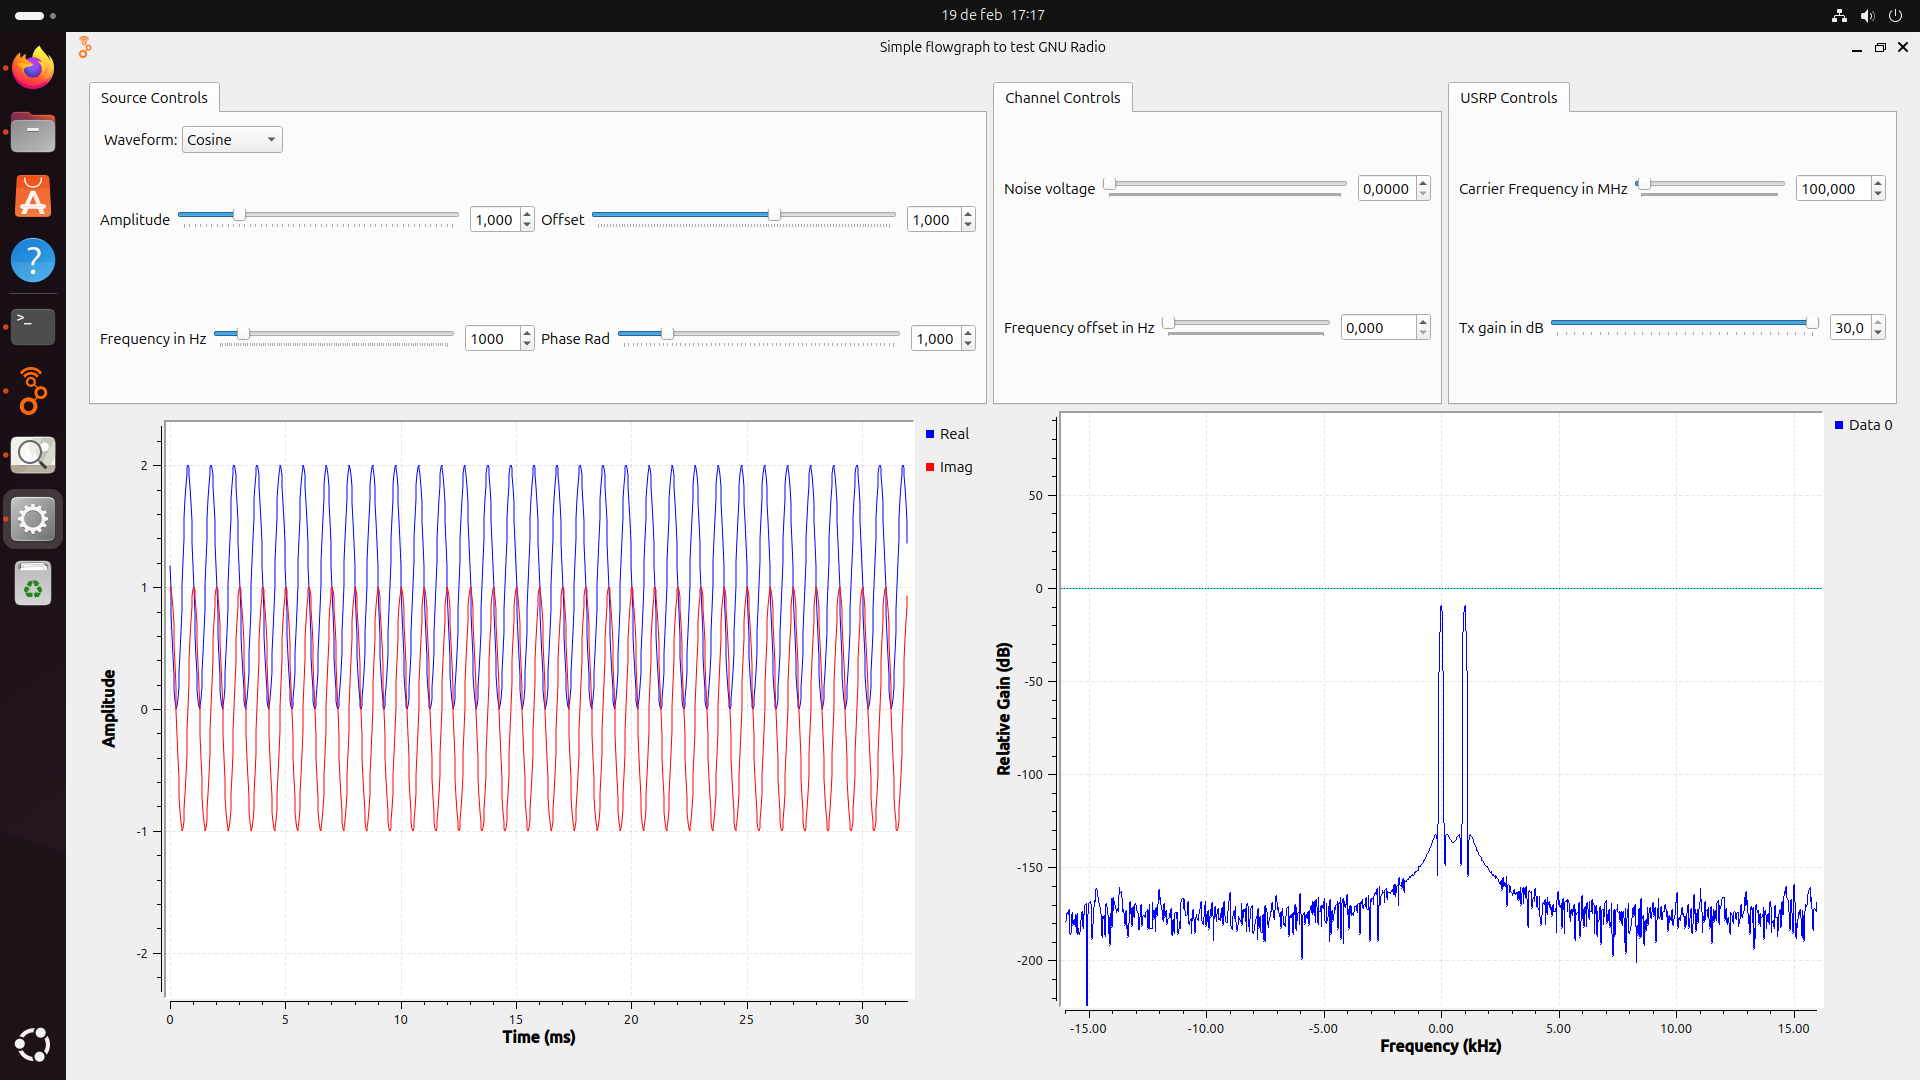 19 de feb 17:17
Simple flowgraph to test GNU Radio
Source Controls
Waveform: Cosine
Amplitude 1,000 Offset 1,000
Frequency in Hz 1000 Phase Rad 1,000
Channel Controls
Noise voltage 0,0000
Frequency offset in Hz 0,000
USRP Controls
Carrier Frequency in MHz 100,000
Tx gain in dB 30,0
Real
Imag
Amplitude
2
1
0
-1
-2
0 5 10 15 20 25 30
Time (ms)
Data 0
Relative Gain (dB)
50
0
-50
-100
-150
-200
-15.00 -10.00 -5.00 0.00 5.00 10.00 15.00
Frequency (kHz)